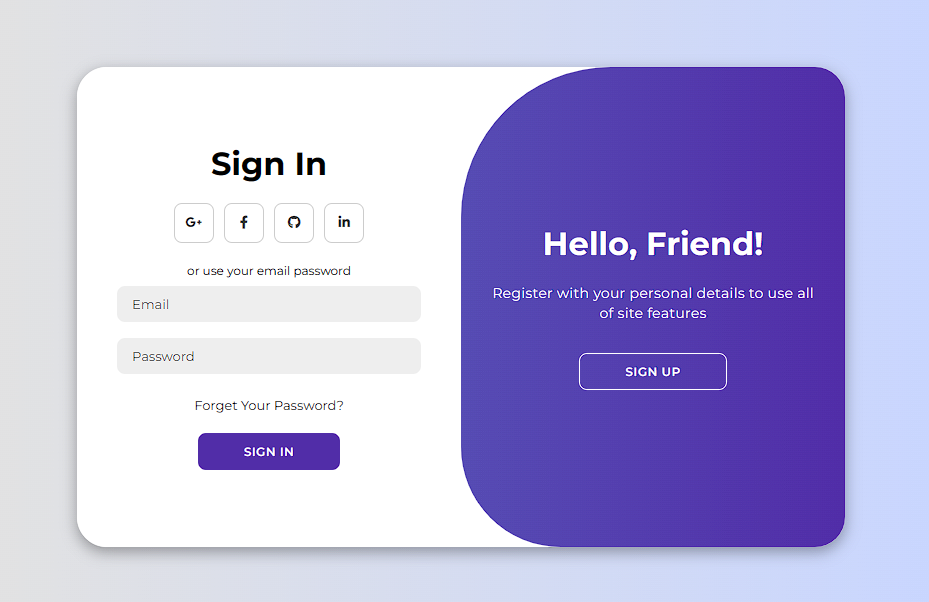 Sign In
G+
f
in
or use your email password
Email
Password
Forget Your Password?
SIGN IN
Hello, Friend!
Register with your personal details to use all
of site features
SIGN UP